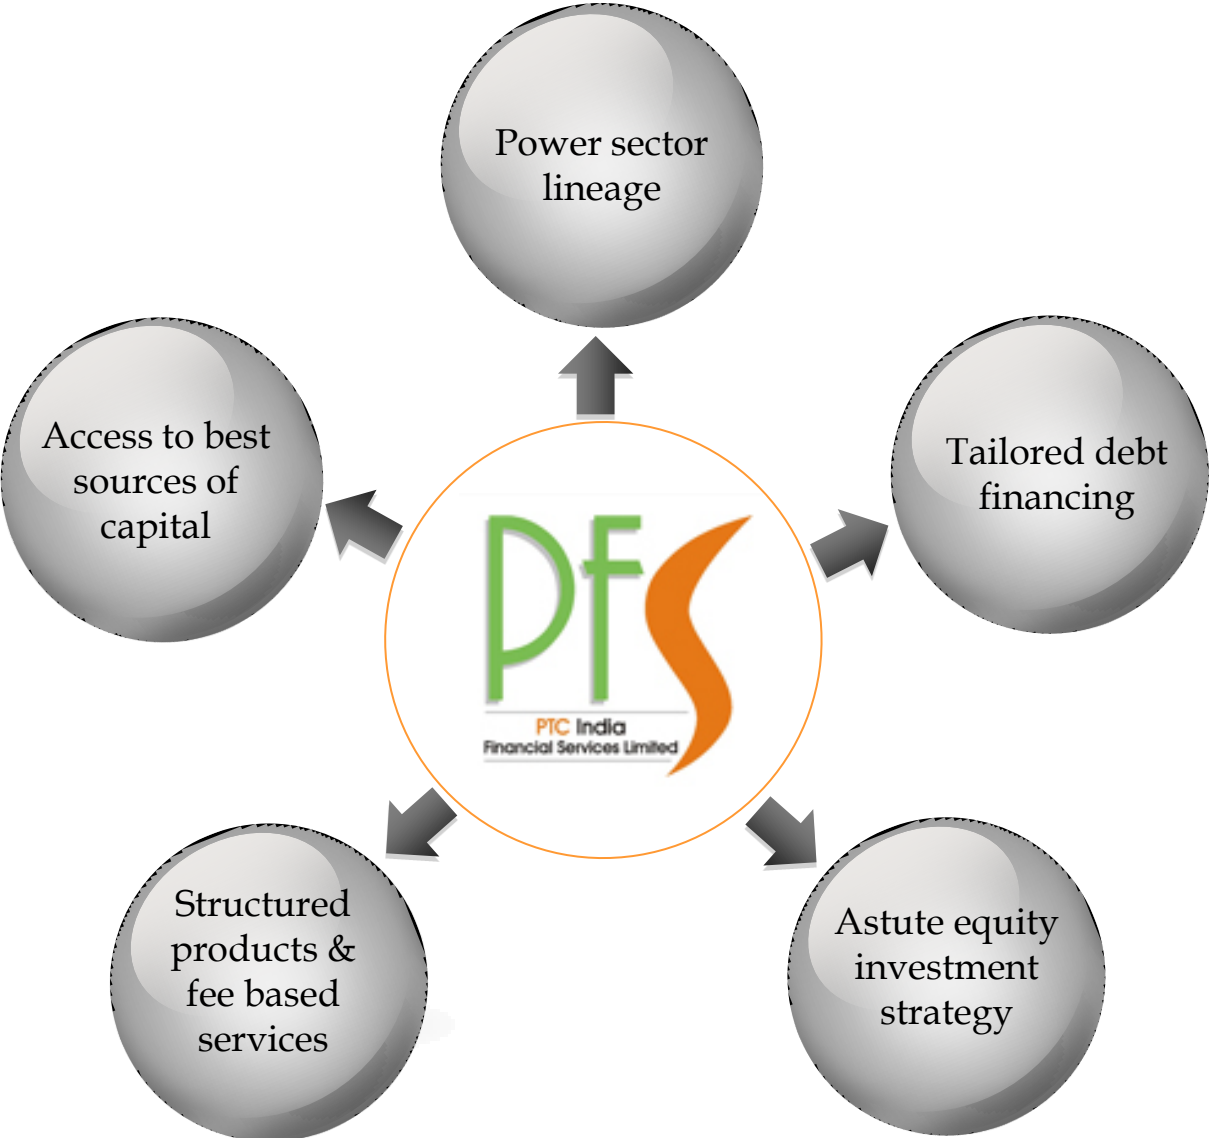 Power sector
lineage
Access to best
sources of
capital
Tailored debt
financing
PFS
PTC India
Financial Services Limited
Structured
products &
fee based
services
Astute equity
investment
strategy